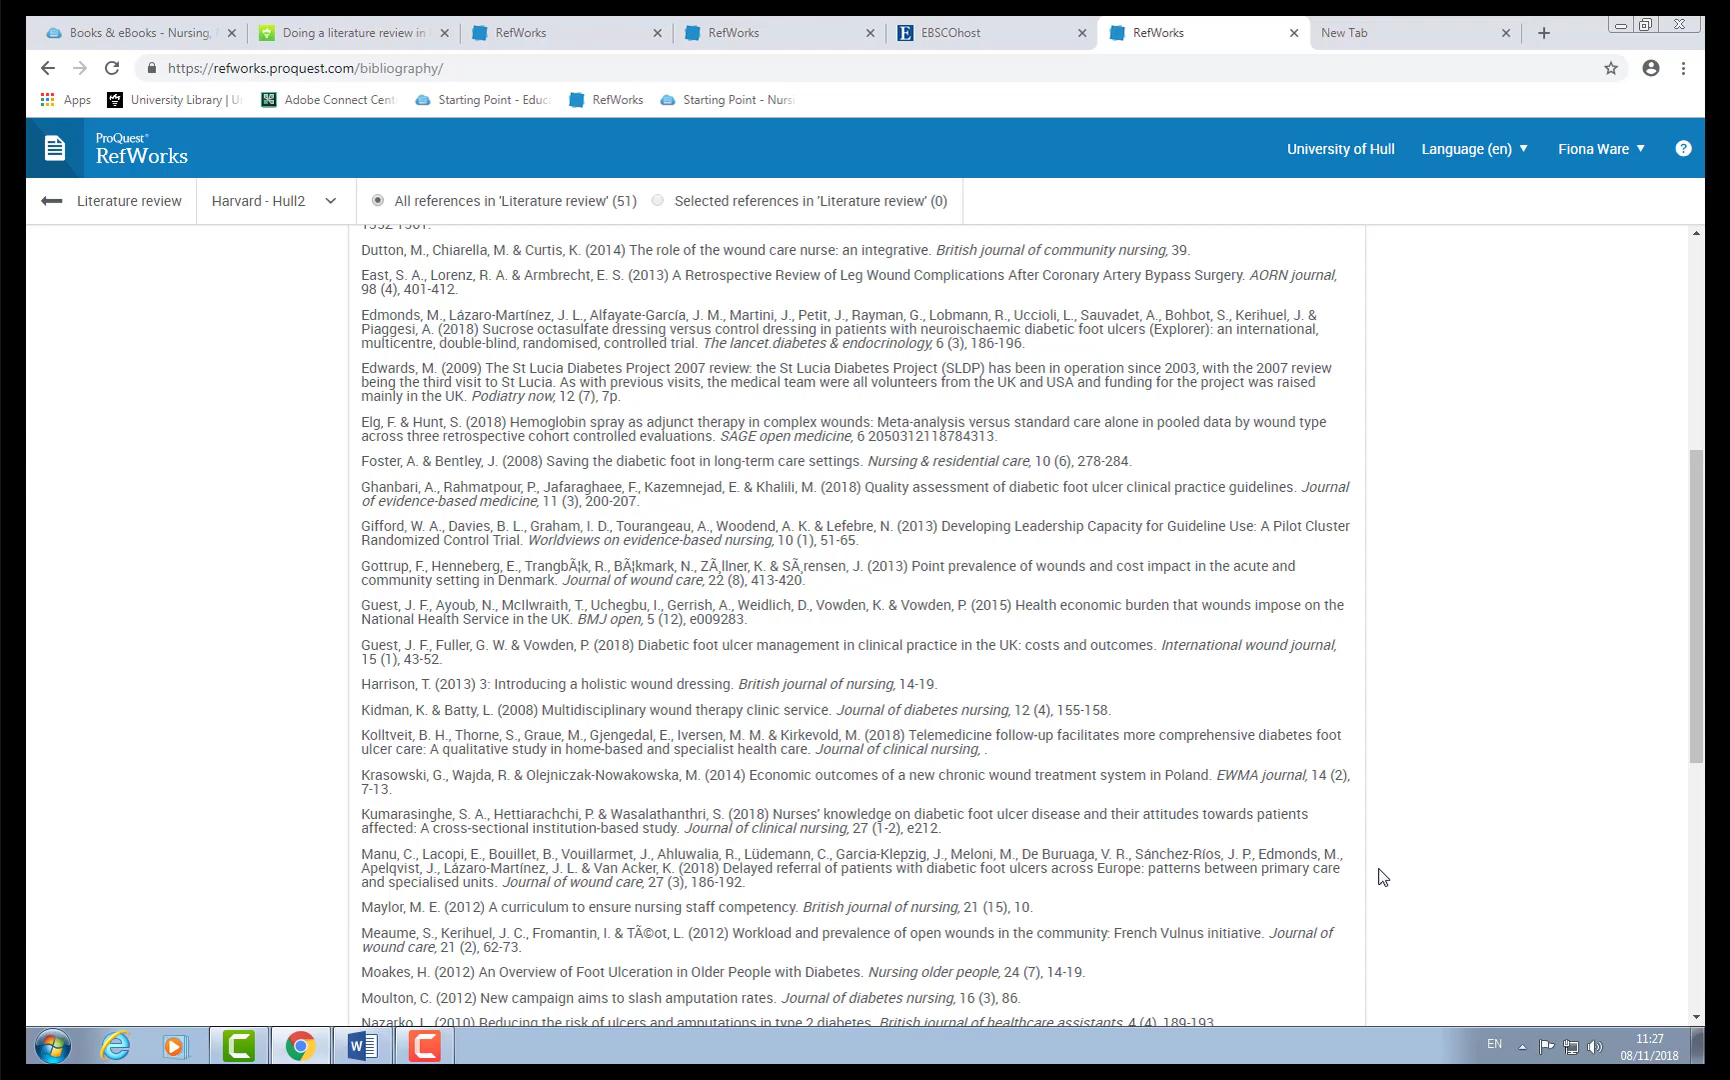 Books & eBooks - Nursing,
Doing a literature review in
RefWorks
RefWorks
EBSCOhost
RefWorks
New Tab
https://refworks.proquest.com/bibliography/
Apps
University Library | U
Adobe Connect Cent
Starting Point - Educ
RefWorks
Starting Point - Nursi
ProQuest
RefWorks
University of Hull
Language (en)
Fiona Ware
Literature review
Harvard - Hull2
All references in 'Literature review' (51)
Selected references in 'Literature review' (0)
Dutton, M., Chiarella, M. & Curtis, K. (2014) The role of the wound care nurse: an integrative. British journal of community nursing, 39.
East, S. A., Lorenz, R. A. & Armbrecht, E. S. (2013) A Retrospective Review of Leg Wound Complications After Coronary Artery Bypass Surgery. AORN journal,
98 (4), 401-412.
Edmonds, M., Lázaro-Martínez, J. L., Alfayate-García, J. M., Martini, J., Petit, J., Rayman, G., Lobmann, R., Uccioli, L., Sauvadet, A., Bohbot, S., Kerihuel, J. &
Piaggesi, A. (2018) Sucrose octasulfate dressing versus control dressing in patients with neuroischaemic diabetic foot ulcers (Explorer): an international,
multicentre, double-blind, randomised, controlled trial. The lancet.diabetes & endocrinology, 6 (3), 186-196.
Edwards, M. (2009) The St Lucia Diabetes Project 2007 review: the St Lucia Diabetes Project (SLDP) has been in operation since 2003, with the 2007 review
being the third visit to St Lucia. As with previous visits, the medical team were all volunteers from the UK and USA and funding for the project was raised
mainly in the UK. Podiatry now, 12 (7), 7p.
Elg, F. & Hunt, S. (2018) Hemoglobin spray as adjunct therapy in complex wounds: Meta-analysis versus standard care alone in pooled data by wound type
across three retrospective cohort controlled evaluations. SAGE open medicine, 6 2050312118784313.
Foster, A. & Bentley, J. (2008) Saving the diabetic foot in long-term care settings. Nursing & residential care, 10 (6), 278-284.
Ghanbari, A., Rahmatpour, P., Jafaraghaee, F., Kazemnejad, E. & Khalili, M. (2018) Quality assessment of diabetic foot ulcer clinical practice guidelines. Journal
of evidence-based medicine, 11 (3), 200-207.
Gifford, W. A., Davies, B. L., Graham, I. D., Tourangeau, A., Woodend, A. K. & Lefebre, N. (2013) Developing Leadership Capacity for Guideline Use: A Pilot Cluster
Randomized Control Trial. Worldviews on evidence-based nursing, 10 (1), 51-65.
Gottrup, F., Henneberg, E., TrangbÃ¦k, R., BÃ¦kmark, N., ZÃ¸llner, K. & SÃ¸rensen, J. (2013) Point prevalence of wounds and cost impact in the acute and
community setting in Denmark. Journal of wound care, 22 (8), 413-420.
Guest, J. F., Ayoub, N., McIlwraith, T., Uchegbu, I., Gerrish, A., Weidlich, D., Vowden, K. & Vowden, P. (2015) Health economic burden that wounds impose on the
National Health Service in the UK. BMJ open, 5 (12), e009283.
Guest, J. F., Fuller, G. W. & Vowden, P. (2018) Diabetic foot ulcer management in clinical practice in the UK: costs and outcomes. International wound journal,
15 (1), 43-52.
Harrison, T. (2013) 3: Introducing a holistic wound dressing. British journal of nursing, 14-19.
Kidman, K. & Batty, L. (2008) Multidisciplinary wound therapy clinic service. Journal of diabetes nursing, 12 (4), 155-158.
Kolltveit, B. H., Thorne, S., Graue, M., Gjengedal, E., Iversen, M. M. & Kirkevold, M. (2018) Telemedicine follow-up facilitates more comprehensive diabetes foot
ulcer care: A qualitative study in home-based and specialist health care. Journal of clinical nursing, .
Krasowski, G., Wajda, R. & Olejniczak-Nowakowska, M. (2014) Economic outcomes of a new chronic wound treatment system in Poland. EWMA journal, 14 (2),
7-13.
Kumarasinghe, S. A., Hettiarachchi, P. & Wasalathanthri, S. (2018) Nurses' knowledge on diabetic foot ulcer disease and their attitudes towards patients
affected: A cross-sectional institution-based study. Journal of clinical nursing, 27 (1-2), e212.
Manu, C., Lacopi, E., Bouillet, B., Vouillarmet, J., Ahluwalia, R., Lüdemann, C., Garcia-Klepzig, J., Meloni, M., De Buruaga, V. R., Sánchez-Ríos, J. P., Edmonds, M.,
Apelqvist, J., Lázaro-Martínez, J. L. & Van Acker, K. (2018) Delayed referral of patients with diabetic foot ulcers across Europe: patterns between primary care
and specialised units. Journal of wound care, 27 (3), 186-192.
Maylor, M. E. (2012) A curriculum to ensure nursing staff competency. British journal of nursing, 21 (15), 10.
Meaume, S., Kerihuel, J. C., Fromantin, I. & TÃ©ot, L. (2012) Workload and prevalence of open wounds in the community: French Vulnus initiative. Journal of
wound care, 21 (2), 62-73.
Moakes, H. (2012) An Overview of Foot Ulceration in Older People with Diabetes. Nursing older people, 24 (7), 14-19.
Moulton, C. (2012) New campaign aims to slash amputation rates. Journal of diabetes nursing, 16 (3), 86.
Nazarko, L. (2010) Reducing the risk of ulcers and amputations in type 2 diabetes. British journal of healthcare assistants, 4 (4), 189-193.
EN
11:27
08/11/2018